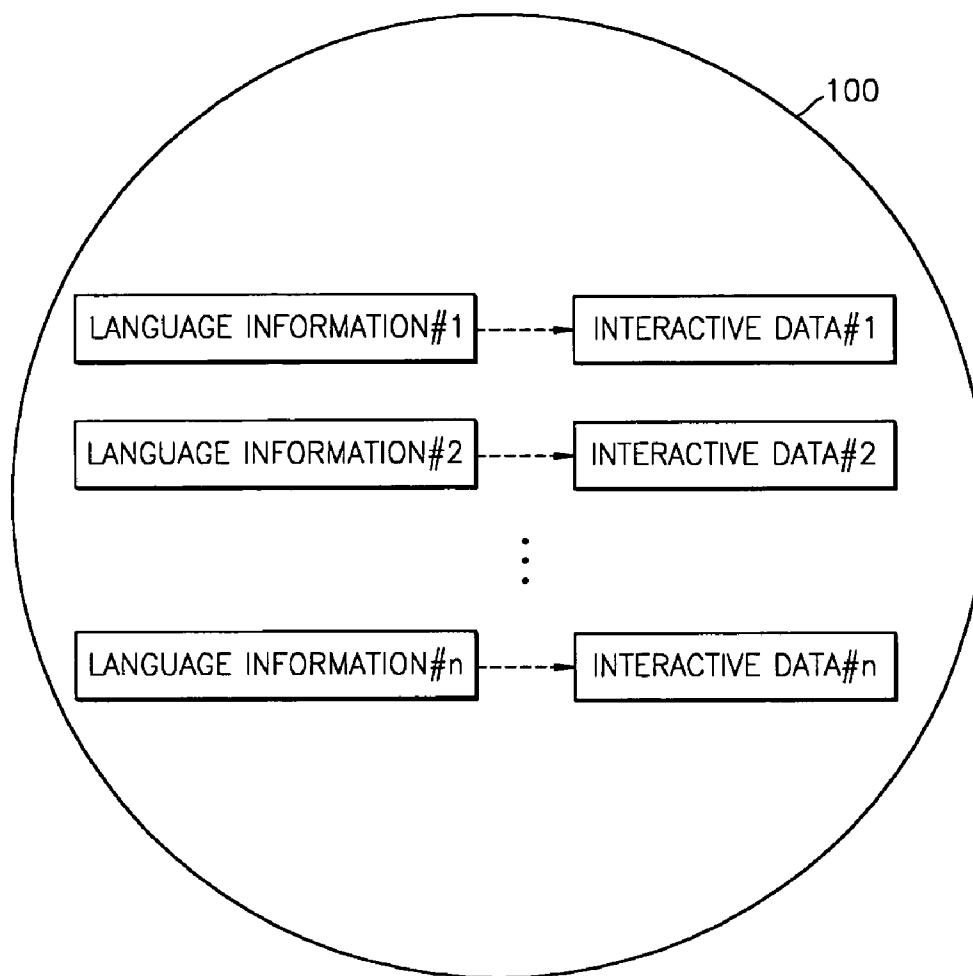 100
LANGUAGE INFORMATION#1
INTERACTIVE DATA#1
LANGUAGE INFORMATION#2
INTERACTIVE DATA#2
LANGUAGE INFORMATION#n
INTERACTIVE DATA#n